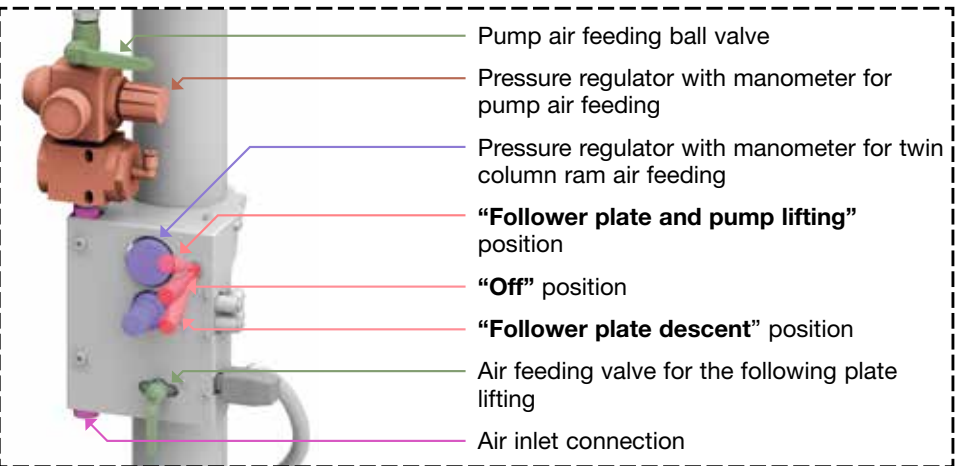 Pump air feeding ball valve
Pressure regulator with manometer for
pump air feeding
Pressure regulator with manometer for twin
column ram air feeding
“Follower plate and pump lifting”
position
“Off” position
“Follower plate descent” position
Air feeding valve for the following plate
lifting
Air inlet connection